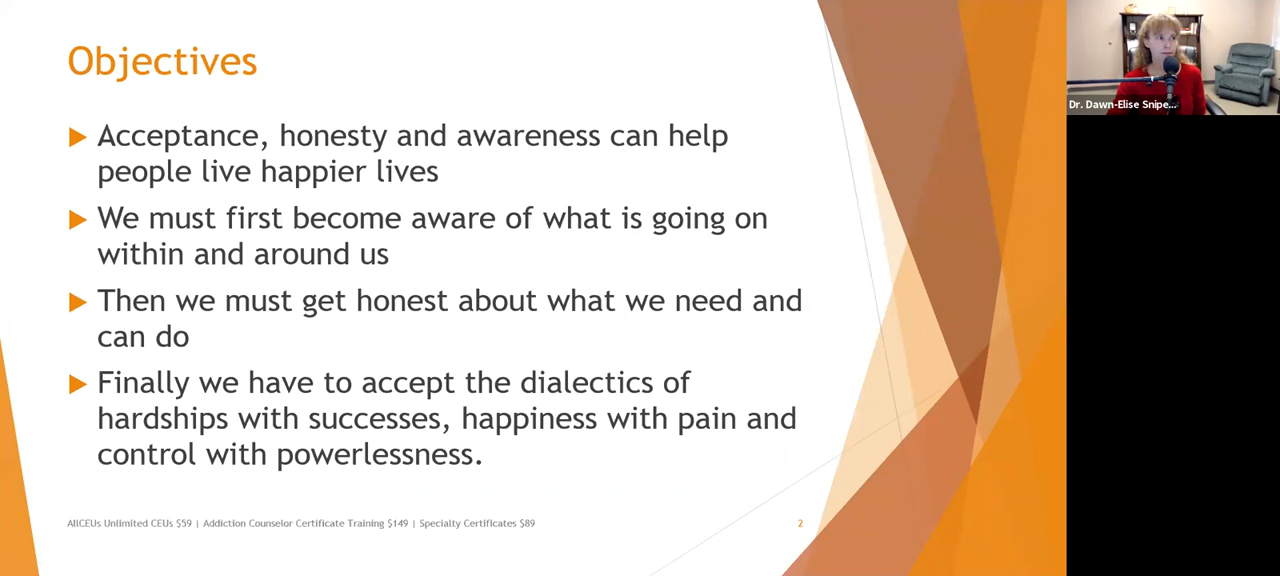 Objectives
Acceptance, honesty and awareness can help
people live happier lives
We must first become aware of what is going on
within and around us
Then we must get honest about what we need and
can do
Finally we have to accept the dialectics of
hardships with successes, happiness with pain and
control with powerlessness.
AllCEUs Unlimited CEUs $59 | Addiction Counselor Certificate Training $149 | Specialty Certificates $89
2
Dr. Dawn-Elise Snipe...